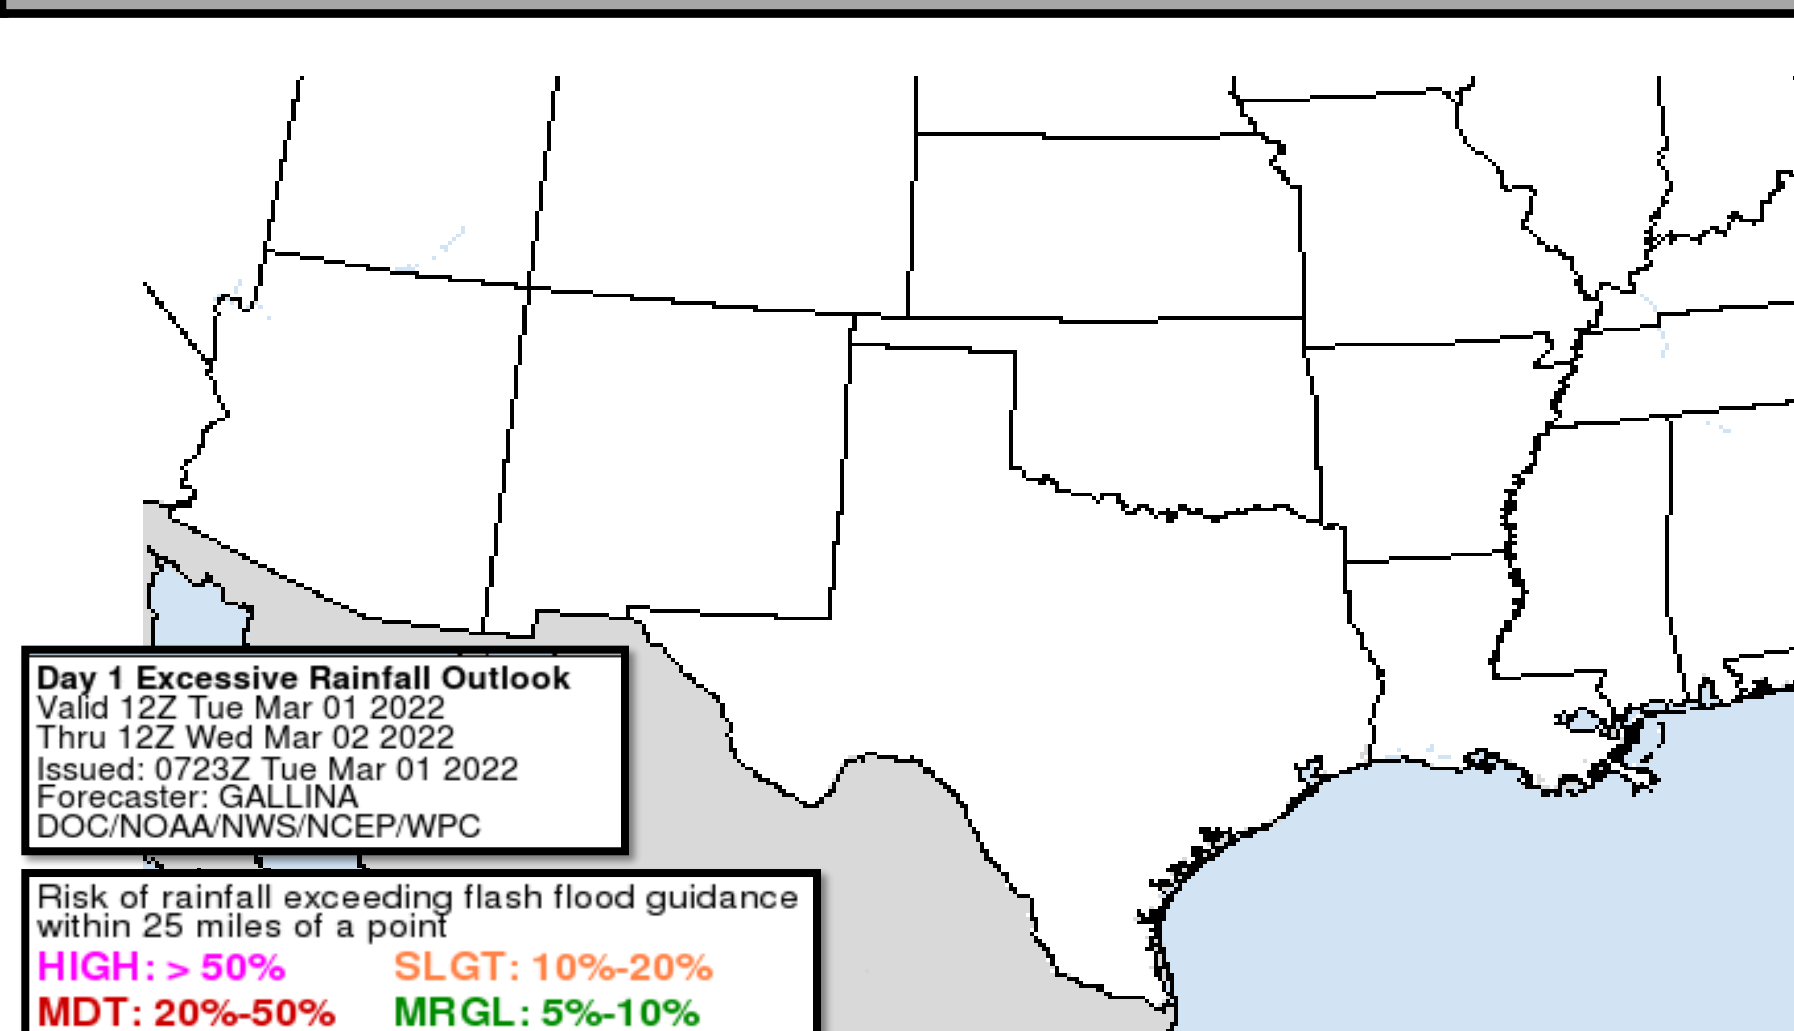 Day 1 Excessive Rainfall Outlook
Valid 12Z Tue Mar 01 2022
Thru 12Z Wed Mar 02 2022
Issued: 0723Z Tue Mar 01 2022
Forecaster: GALLINA
DOC/NOAA/NWS/NCEP/WPC
Risk of rainfall exceeding flash flood guidance
within 25 miles of a point
HIGH: > 50% SLGT: 10%-20%
MDT: 20%-50% MRGL: 5%-10%